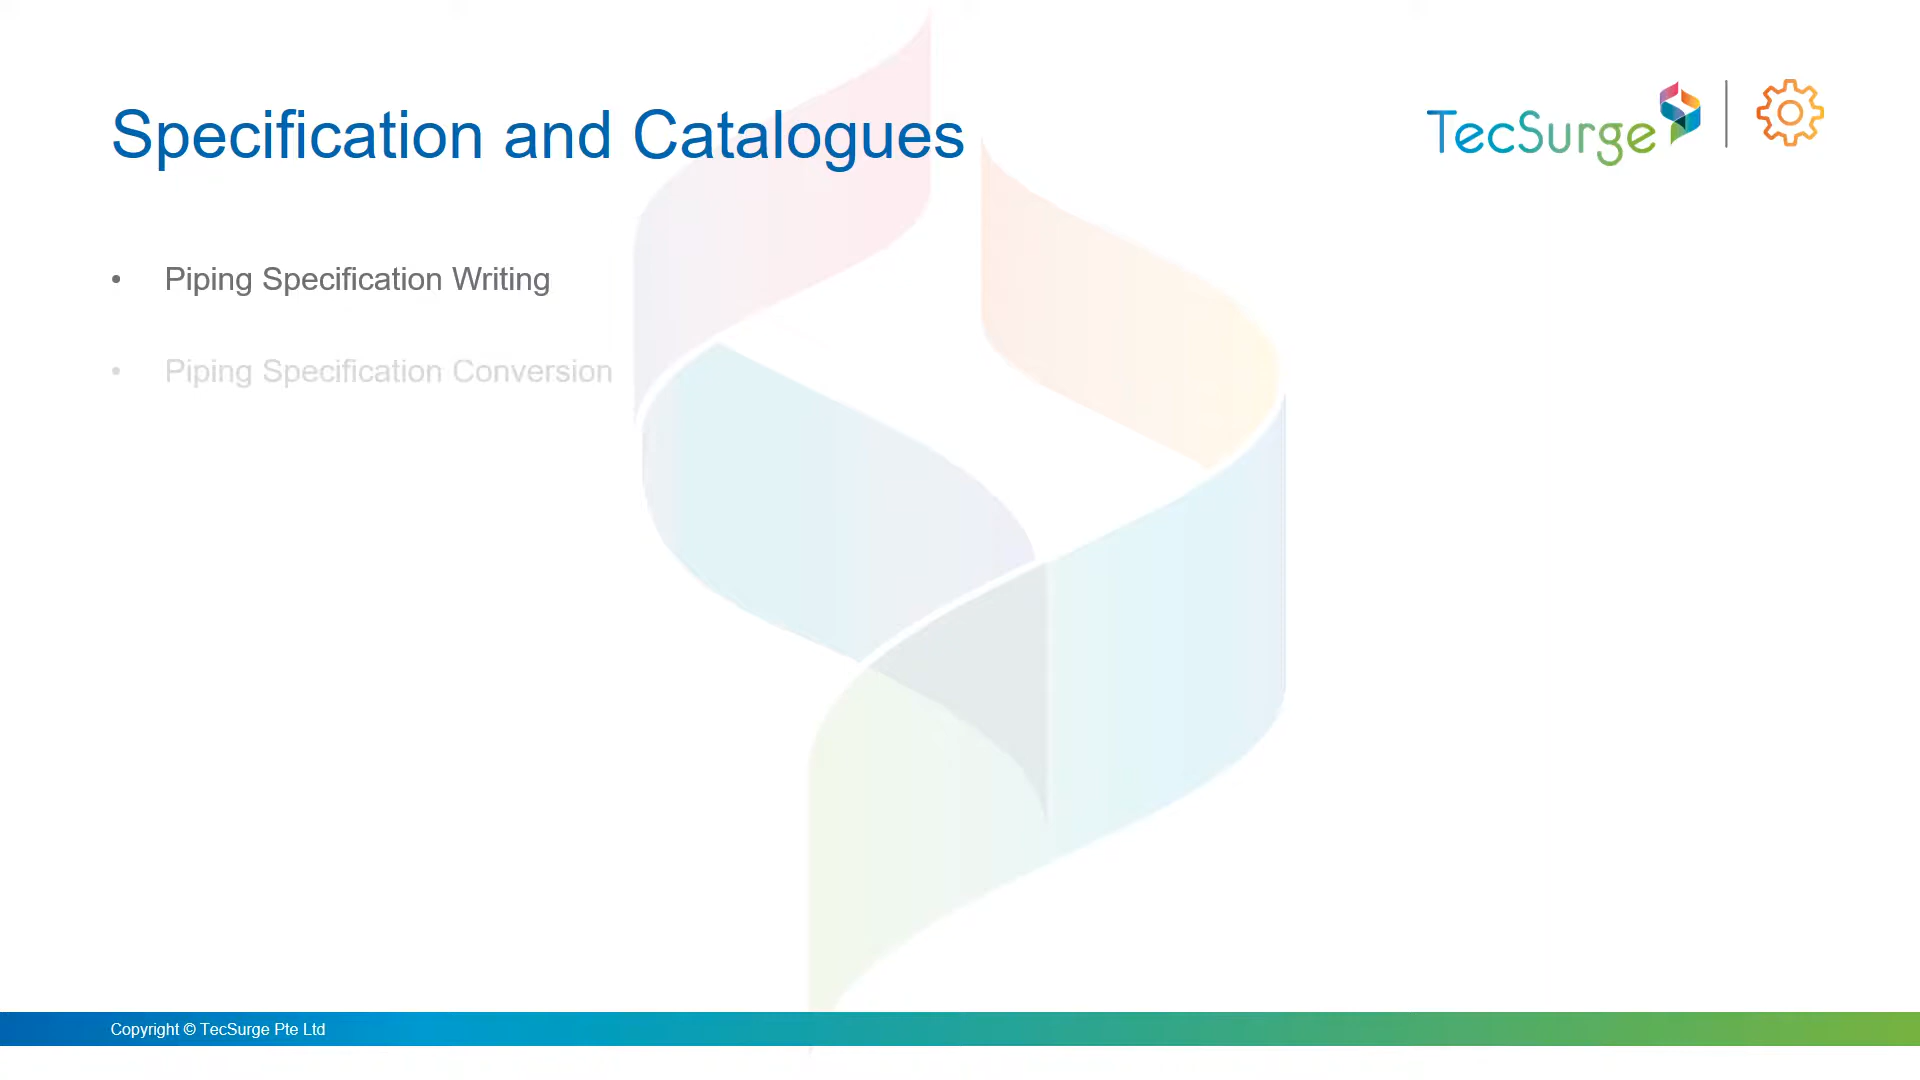 Specification and Catalogues
TecSurge
• Piping Specification Writing
• Piping Specification Conversion
Copyright © TecSurge Pte Ltd